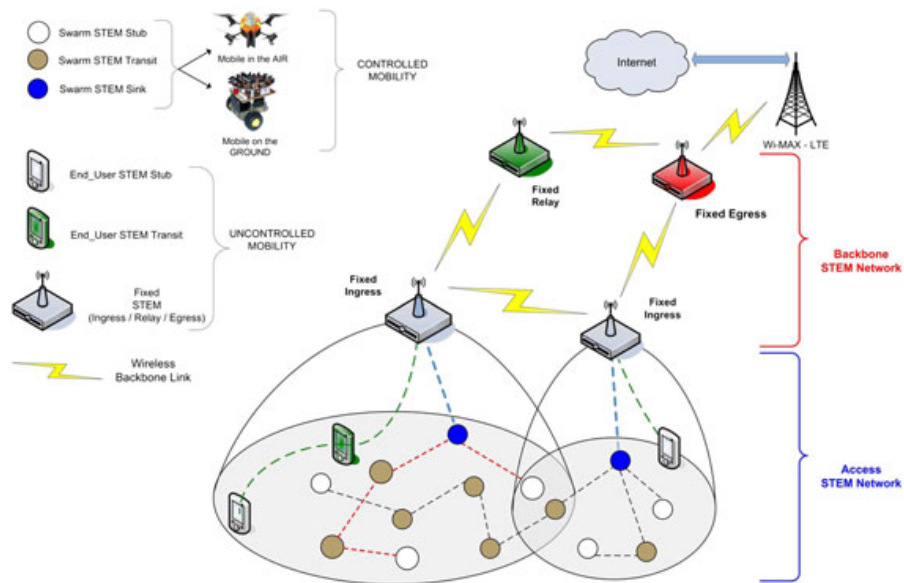 Swarm STEM Stub
Swarm STEM Transit
Swarm STEM Sink
Mobile in the AIR
Mobile on the
GROUND
CONTROLLED
MOBILITY
Internet
Wi-MAX - LTE
End_User STEM Stub
End_User STEM Transit
Fixed
STEM
(Ingress / Relay / Egress)
UNCONTROLLED
MOBILITY
Wireless
Backbone Link
Fixed
Relay
Fixed Egress
Fixed
Ingress
Fixed
Ingress
Backbone
STEM Network
Access
STEM Network